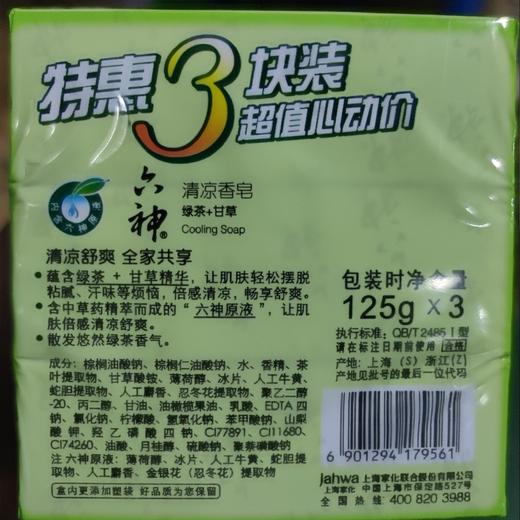 特惠3块装
超值心动价
六神®
清凉香皂
绿茶+甘草
Cooling Soap
清凉舒爽 全家共享
• 蕴含绿茶 + 甘草精华，让肌肤轻松摆脱
粘腻、汗味等烦恼，倍感清凉，畅享舒爽。
• 含中草药精萃而成的“六神原液”，让肌
肤倍感清凉舒爽。
• 散发悠然绿茶香气。
包装时净含量
125g × 3
执行标准：QB/T 2485 I型
请在标注日期前使用 合格
产地：上海（S）浙江(Z)
产地见批号的最后一位代码
成分：棕榈油酸钠、棕榈仁油酸钠、水、香精、茶
叶提取物、甘草酸铵、薄荷醇、冰片、人工牛黄、
蛇胆提取物、人工麝香、忍冬花提取物、聚乙二醇
-20、丙二醇、甘油、油橄榄果油、乳酸、EDTA 四
钠、氯化钠、柠檬酸、氢氧化钠、苯甲酸钠、山梨
酸钾、羟乙磷酸四钠、CI77891、CI11680、
CI74260、油酸、月桂醇、硫酸钠、聚萘磺酸钠
注 六神原液：薄荷醇、冰片、人工牛黄、蛇胆提
取物、人工麝香、金银花（忍冬花）提取物
盒内更添加塑袋 好品质为您保留
6 901294 179561
Jahwa 上海家化联合股份有限公司
上海家化 中国上海市保定路527号
全国热线：400 820 3988